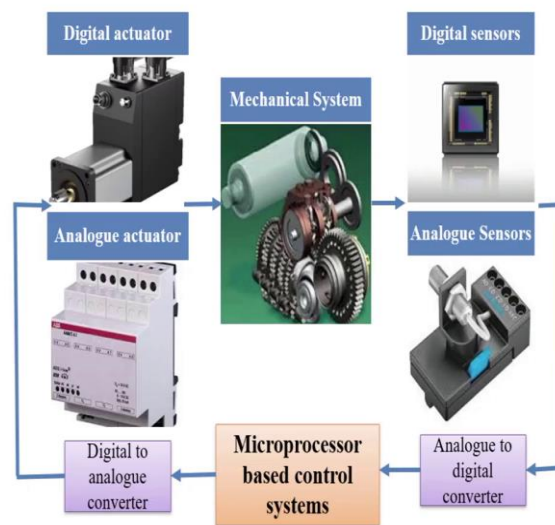 Digital actuator
Digital sensors
Mechanical System
Analogue actuator
Analogue Sensors
ABB
Digital to
analogue
converter
Microprocessor
based control
systems
Analogue to
digital
converter